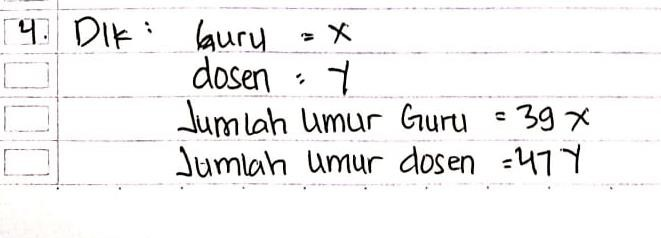 4. Dik : Guru = x
dosen : Y
Jumlah Umur Guru = 39 x
Jumlah umur dosen = 47 Y